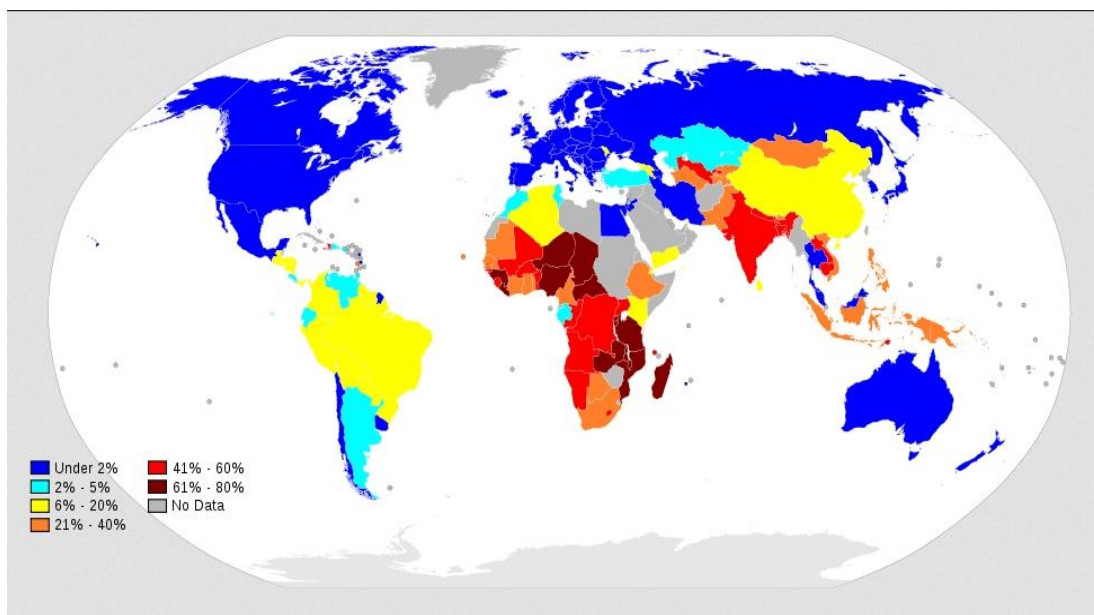 Under 2%
2% - 5%
6% - 20%
21% - 40%
41% - 60%
61% - 80%
No Data